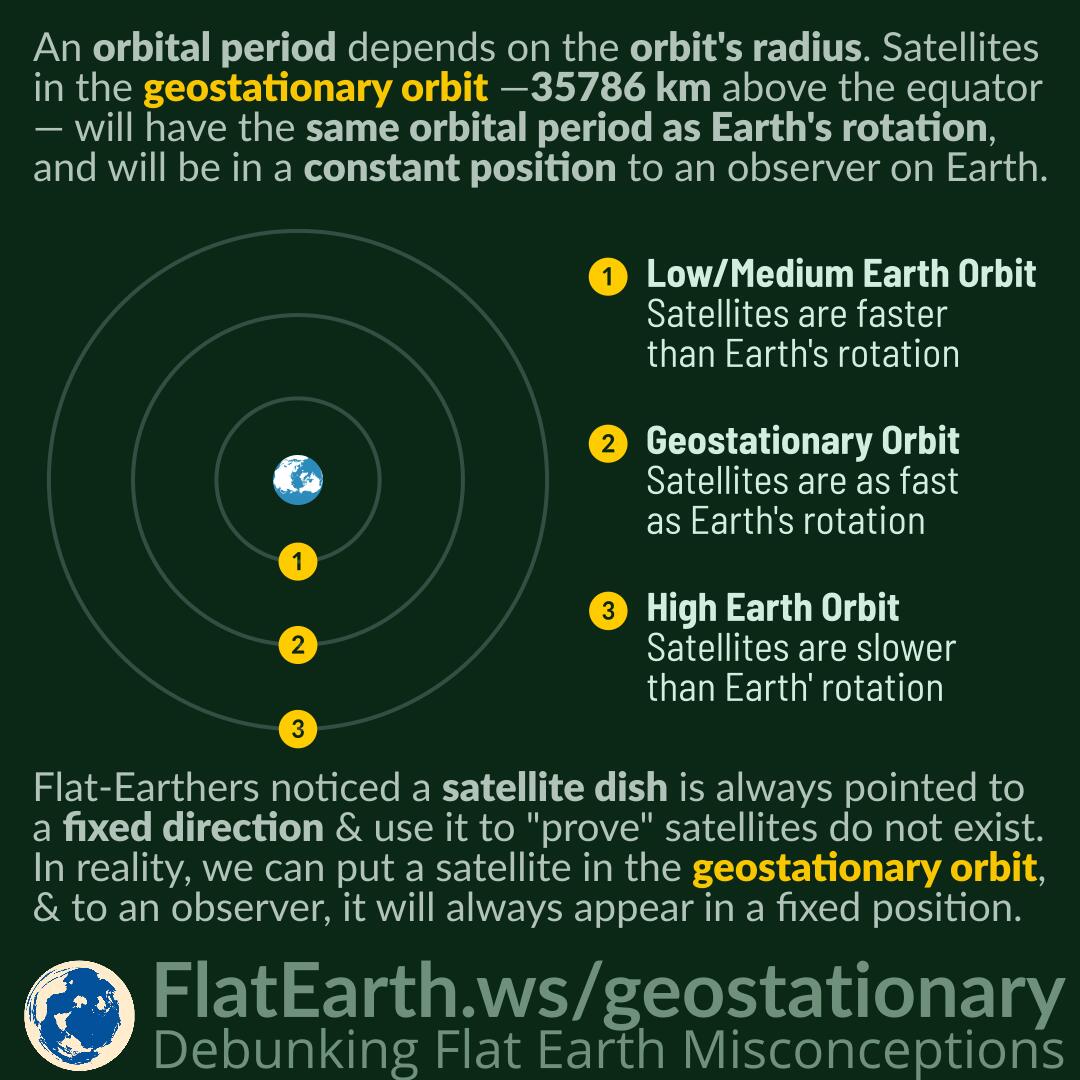 An orbital period depends on the orbit's radius. Satellites
in the geostationary orbit —35786 km above the equator
— will have the same orbital period as Earth's rotation,
and will be in a constant position to an observer on Earth.
1 Low/Medium Earth Orbit
Satellites are faster
than Earth's rotation
2 Geostationary Orbit
Satellites are as fast
as Earth's rotation
3 High Earth Orbit
Satellites are slower
than Earth' rotation
1
2
3
Flat-Earthers noticed a satellite dish is always pointed to
a fixed direction & use it to "prove" satellites do not exist.
In reality, we can put a satellite in the geostationary orbit,
& to an observer, it will always appear in a fixed position.
FlatEarth.ws/geostationary
Debunking Flat Earth Misconceptions